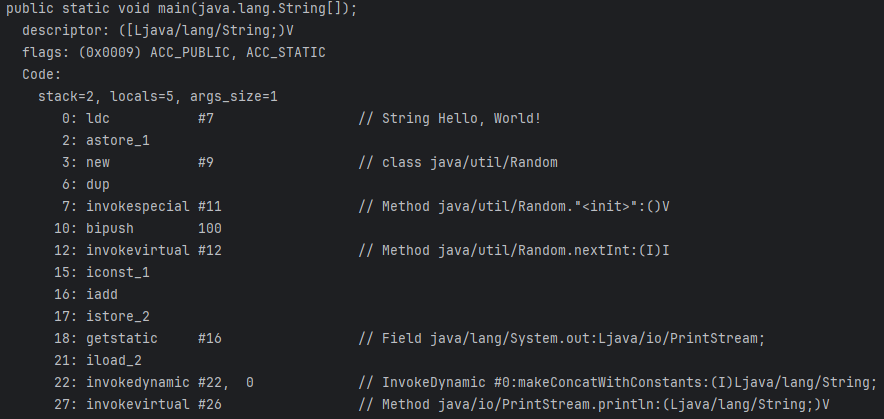 public static void main(java.lang.String[]);
  descriptor: ([Ljava/lang/String;)V
  flags: (0x0009) ACC_PUBLIC, ACC_STATIC
  Code:
    stack=2, locals=5, args_size=1
       0: ldc           #7                  // String Hello, World!
       2: astore_1
       3: new           #9                  // class java/util/Random
       6: dup
       7: invokespecial #11                 // Method java/util/Random."<init>":()V
      10: bipush        100
      12: invokevirtual #12                 // Method java/util/Random.nextInt:(I)I
      15: iconst_1
      16: iadd
      17: istore_2
      18: getstatic     #16                 // Field java/lang/System.out:Ljava/io/PrintStream;
      21: iload_2
      22: invokedynamic #22,  0             // InvokeDynamic #0:makeConcatWithConstants:(I)Ljava/lang/String;
      27: invokevirtual #26                 // Method java/io/PrintStream.println:(Ljava/lang/String;)V